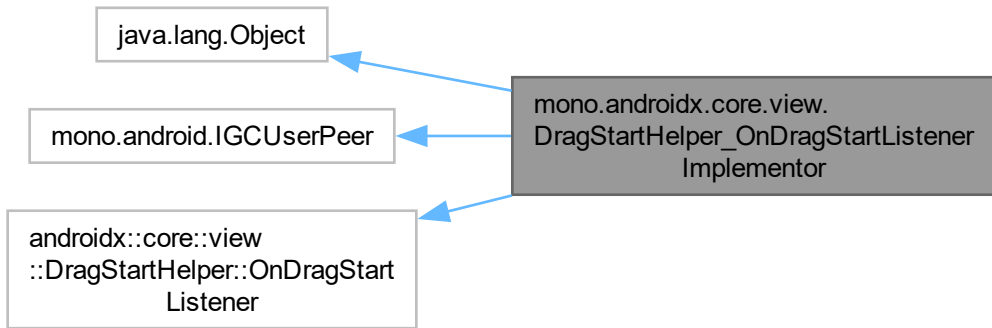 java.lang.Object
mono.android.IGCUserPeer
androidx::core::view
::DragStartHelper::OnDragStart
Listener
mono.androidx.core.view.
DragStartHelper_OnDragStartListener
Implementor